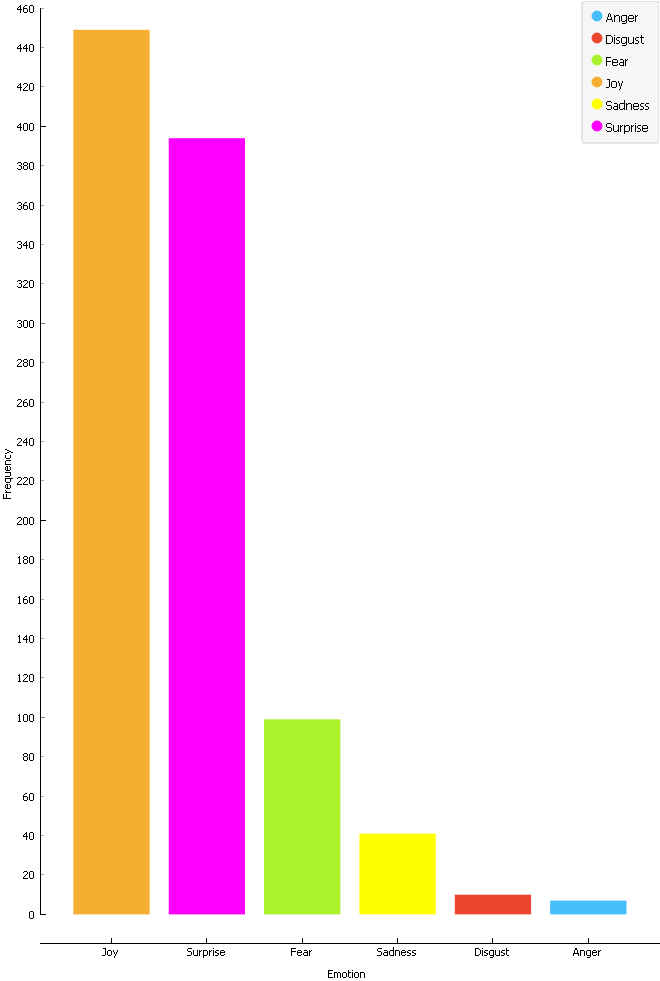 460
440
420
400
380
360
340
320
300
280
260
240
220
200
180
160
140
120
100
80
60
40
20
0
Frequency
Joy
Surprise
Fear
Sadness
Disgust
Anger
Emotion
Anger
Disgust
Fear
Joy
Sadness
Surprise